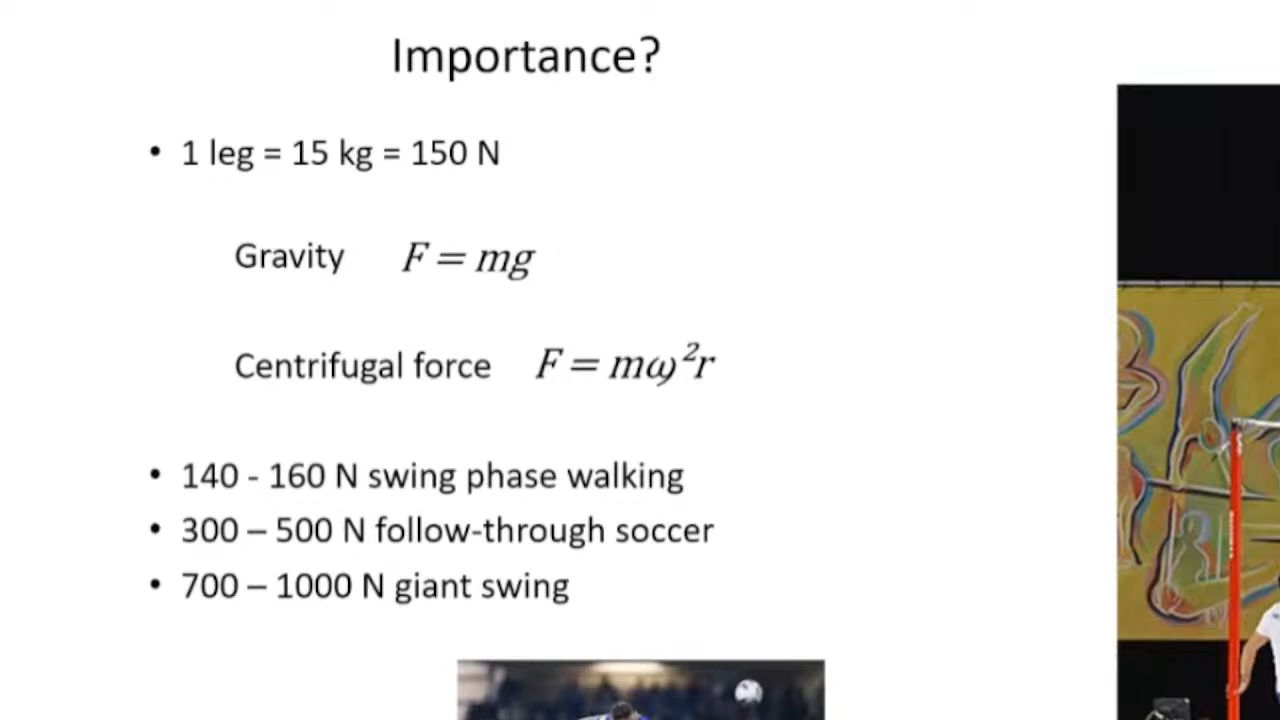 Importance?
• 1 leg = 15 kg = 150 N
Gravity F = mg
Centrifugal force F = mω²r
• 140 - 160 N swing phase walking
• 300 – 500 N follow-through soccer
• 700 – 1000 N giant swing